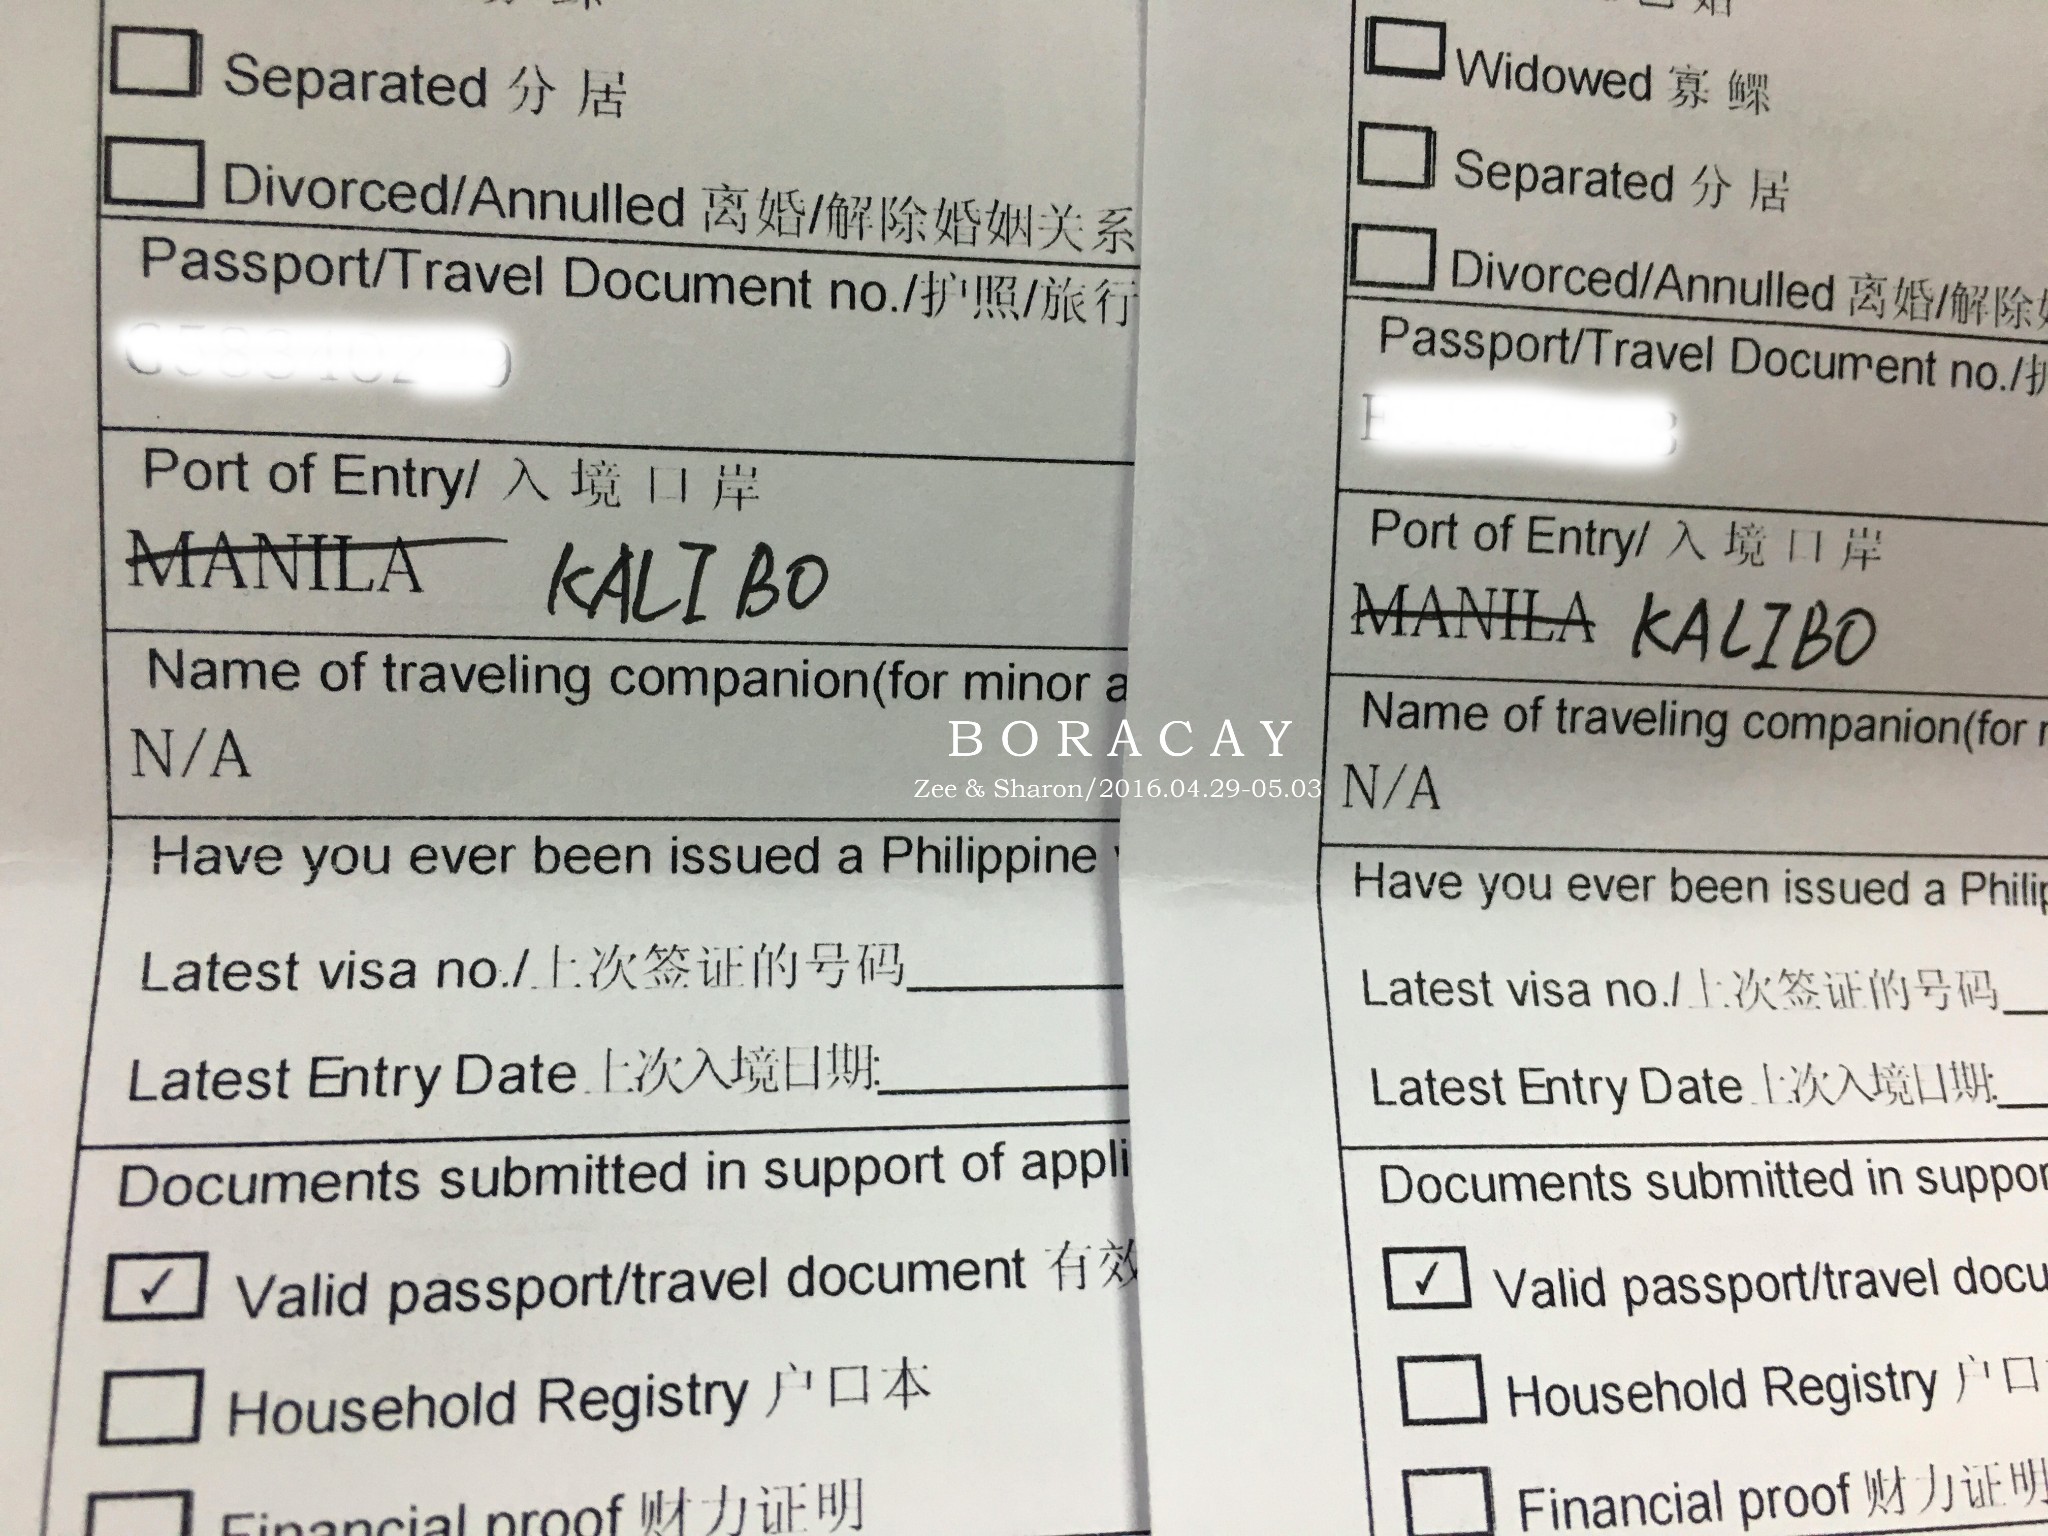 Separated 分居
Divorced/Annulled 离婚/解除婚姻关系
Passport/Travel Document no./护照/旅行
Port of Entry/ 入境口岸
MANILA KALIBO
Name of traveling companion(for minor a
N/A
Have you ever been issued a Philippine
Latest visa no./上次签证的号码
Latest Entry Date 上次入境日期:
Documents submitted in support of appli
✓ Valid passport/travel document 有效
Household Registry 户口本
Financial proof 财力证明
Widowed 寡鳏
Separated 分居
Divorced/Annulled 离婚/解除
Passport/Travel Document no./护
Port of Entry/ 入境口岸
MANILA KALIBO
Name of traveling companion(for
N/A
Have you ever been issued a Philip
Latest visa no./上次签证的号码
Latest Entry Date 上次入境日期:
Documents submitted in suppor
✓ Valid passport/travel docu
Household Registry 户口
Financial proof 财力证明
BORACAY
Zee & Sharon/2016.04.29-05.03